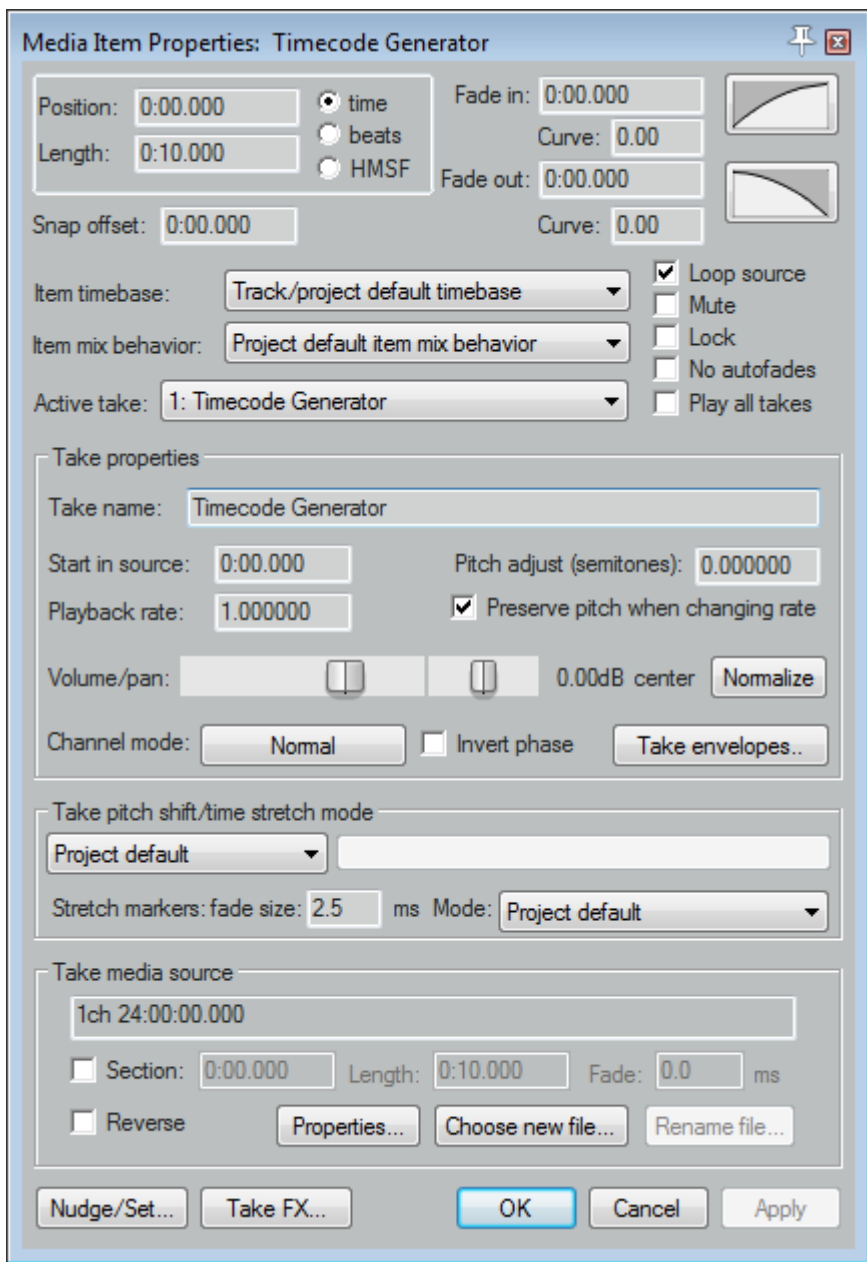 Media Item Properties: Timecode Generator
Position: 0:00.000 time Fade in: 0:00.000
beats Curve: 0.00
Length: 0:10.000 HMSF Fade out: 0:00.000
Snap offset: 0:00.000 Curve: 0.00
Item timebase: Track/project default timebase Loop source
Mute
Item mix behavior: Project default item mix behavior Lock
No autofades
Active take: 1: Timecode Generator Play all takes
Take properties
Take name: Timecode Generator
Start in source: 0:00.000 Pitch adjust (semitones): 0.000000
Playback rate: 1.000000 Preserve pitch when changing rate
Volume/pan: 0.00dB center Normalize
Channel mode: Normal Invert phase Take envelopes..
Take pitch shift/time stretch mode
Project default
Stretch markers: fade size: 2.5 ms Mode: Project default
Take media source
1ch 24:00:00.000
Section: 0:00.000 Length: 0:10.000 Fade: 0.0 ms
Reverse Properties... Choose new file... Rename file...
Nudge/Set... Take FX... OK Cancel Apply